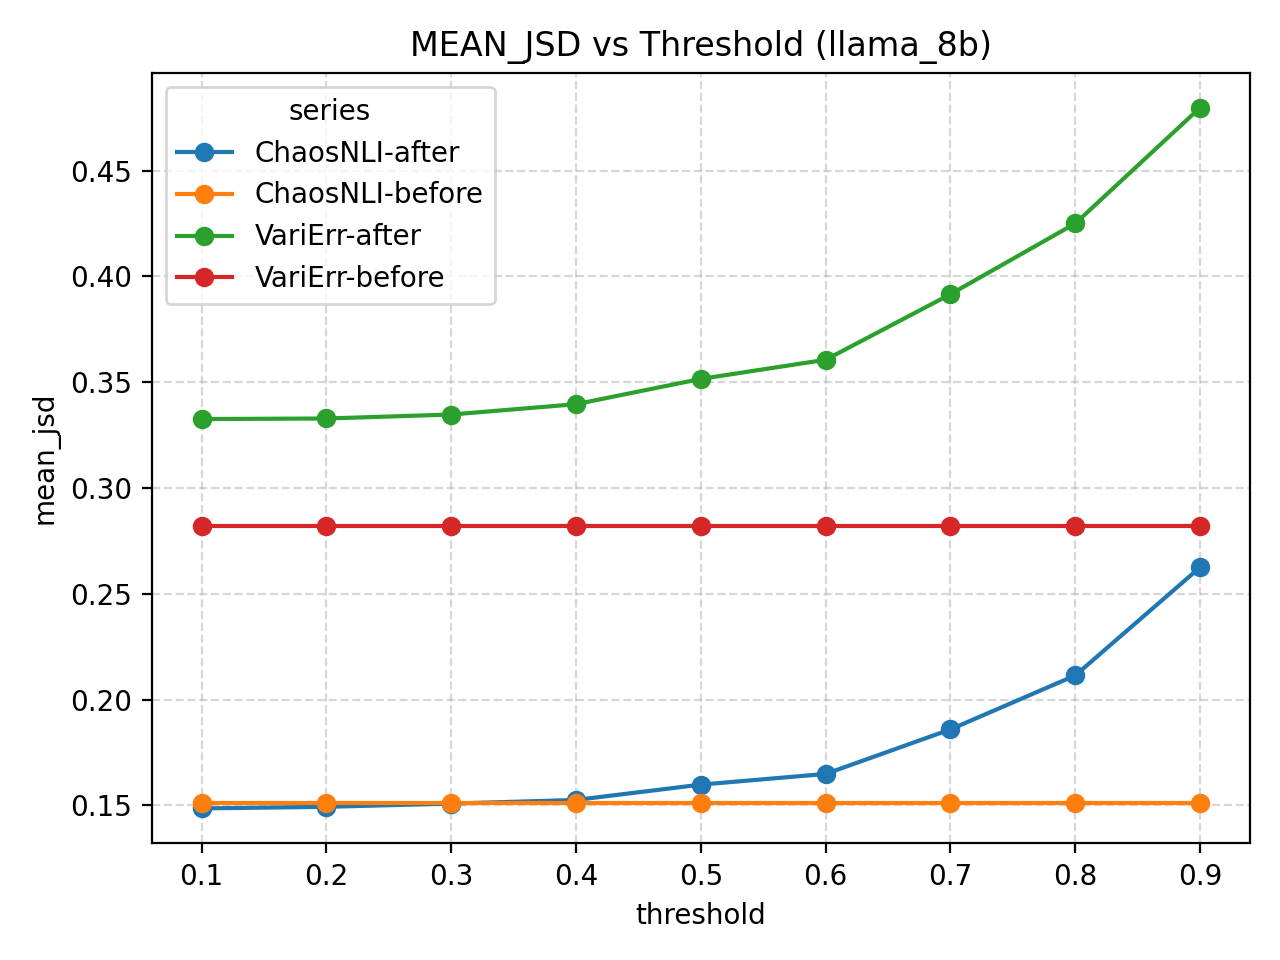 MEAN_JSD vs Threshold (llama_8b)
series
ChaosNLI-after
ChaosNLI-before
VariErr-after
VariErr-before
mean_jsd
0.45
0.40
0.35
0.30
0.25
0.20
0.15
0.1 0.2 0.3 0.4 0.5 0.6 0.7 0.8 0.9
threshold